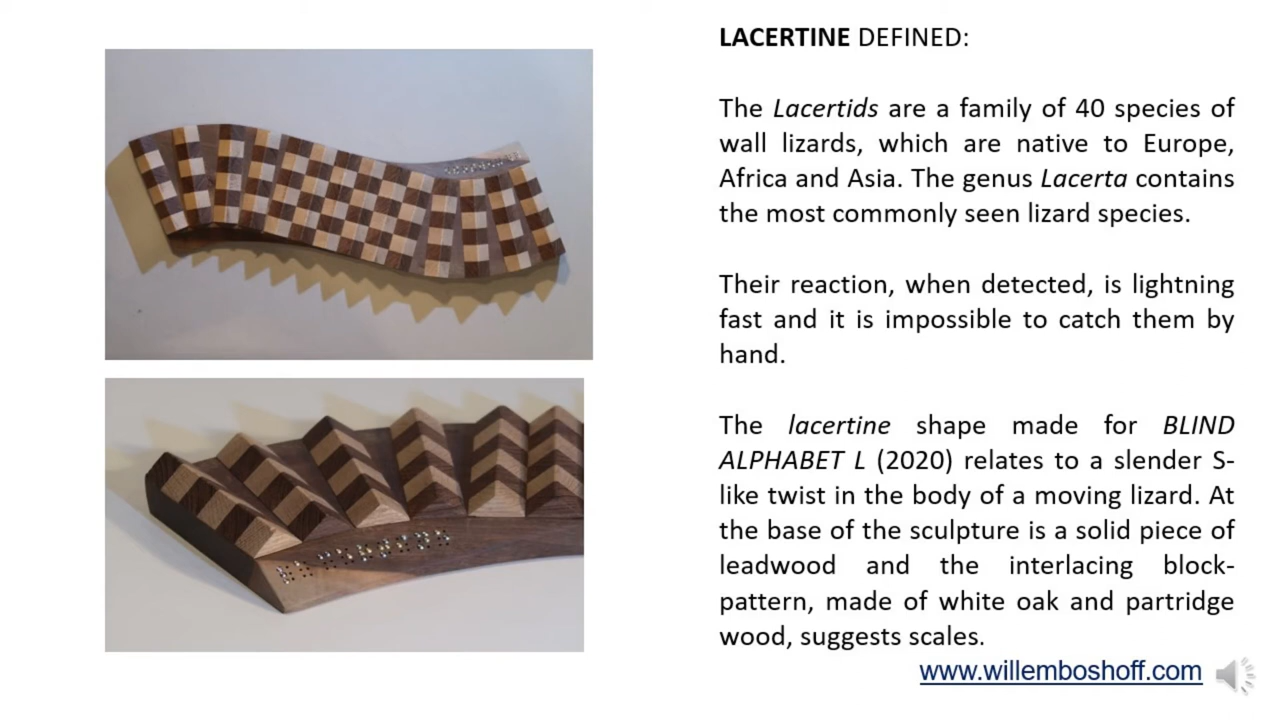 LACERTINE DEFINED:
The Lacertids are a family of 40 species of
wall lizards, which are native to Europe,
Africa and Asia. The genus Lacerta contains
the most commonly seen lizard species.
Their reaction, when detected, is lightning
fast and it is impossible to catch them by
hand.
The lacertine shape made for BLIND
ALPHABET L (2020) relates to a slender S-
like twist in the body of a moving lizard. At
the base of the sculpture is a solid piece of
leadwood and the interlacing block-
pattern, made of white oak and partridge
wood, suggests scales.
www.willemboshoff.com